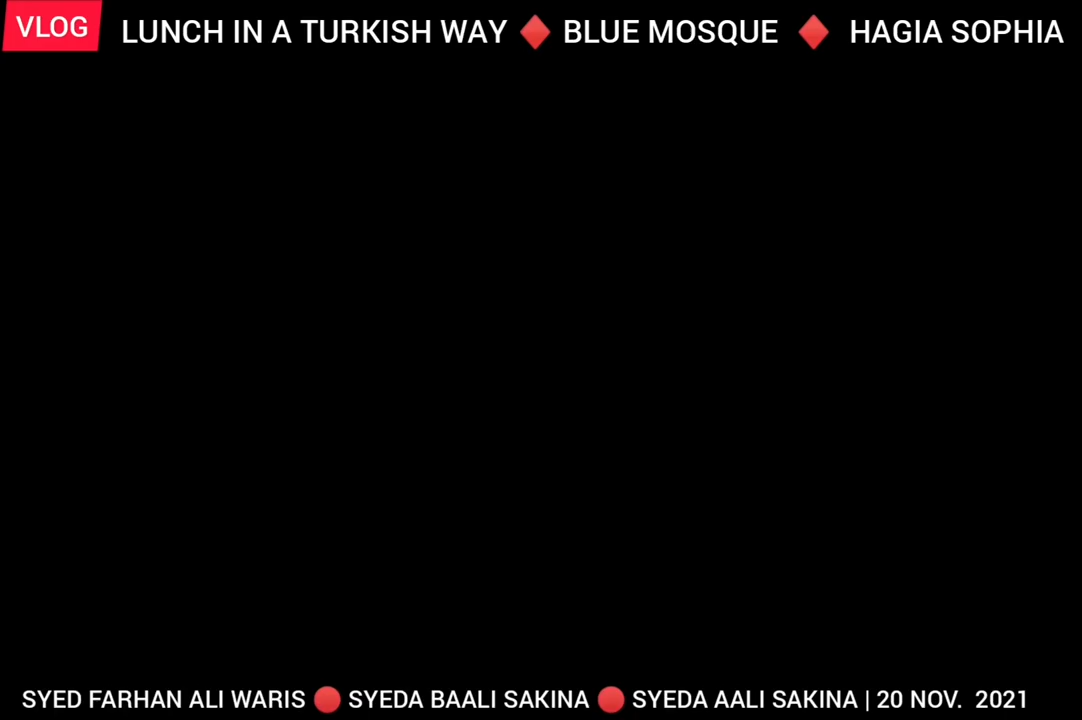 VLOG LUNCH IN A TURKISH WAY ♦ BLUE MOSQUE ♦ HAGIA SOPHIA
SYED FARHAN ALI WARIS 🔴 SYEDA BAALI SAKINA 🔴 SYEDA AALI SAKINA | 20 NOV. 2021